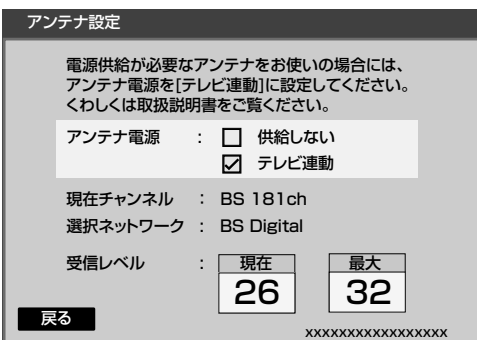 アンテナ設定
電源供給が必要なアンテナをお使いの場合には、
アンテナ電源を[テレビ連動]に設定してください。
くわしくは取扱説明書をご覧ください。
アンテナ電源 : 供給しない
テレビ連動
現在チャンネル : BS 181ch
選択ネットワーク : BS Digital
受信レベル : 現在 最大
26 32
戻る
xxxxxxxxxxxxxxxxx